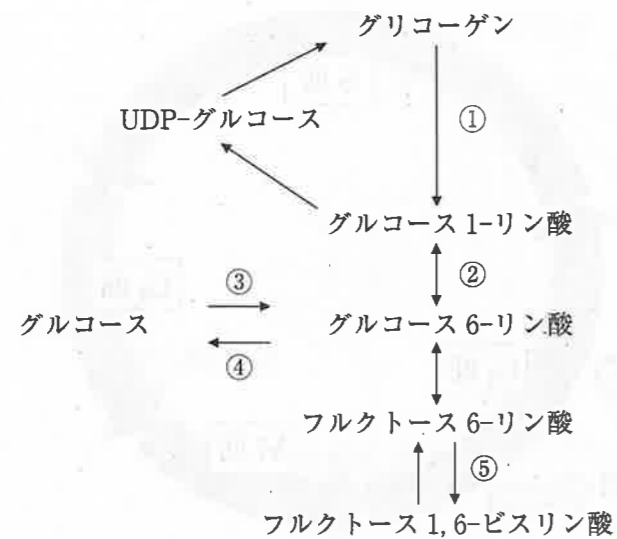 グリコーゲン
①
UDP-グルコース
グルコース 1-リン酸
②
③
グルコース
グルコース 6-リン酸
④
フルクトース 6-リン酸
⑤
フルクトース 1, 6-ビスリン酸